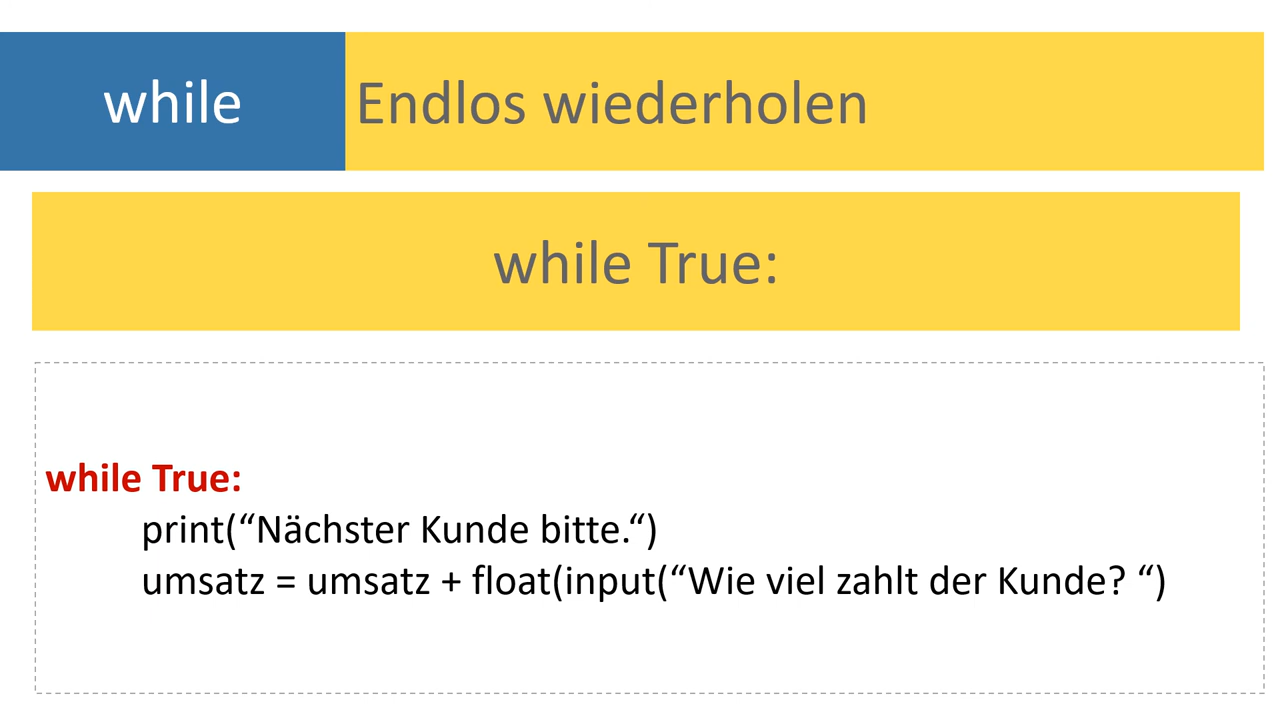 while
Endlos wiederholen
while True:
while True:
print(“Nächster Kunde bitte.“)
umsatz = umsatz + float(input(“Wie viel zahlt der Kunde? “)